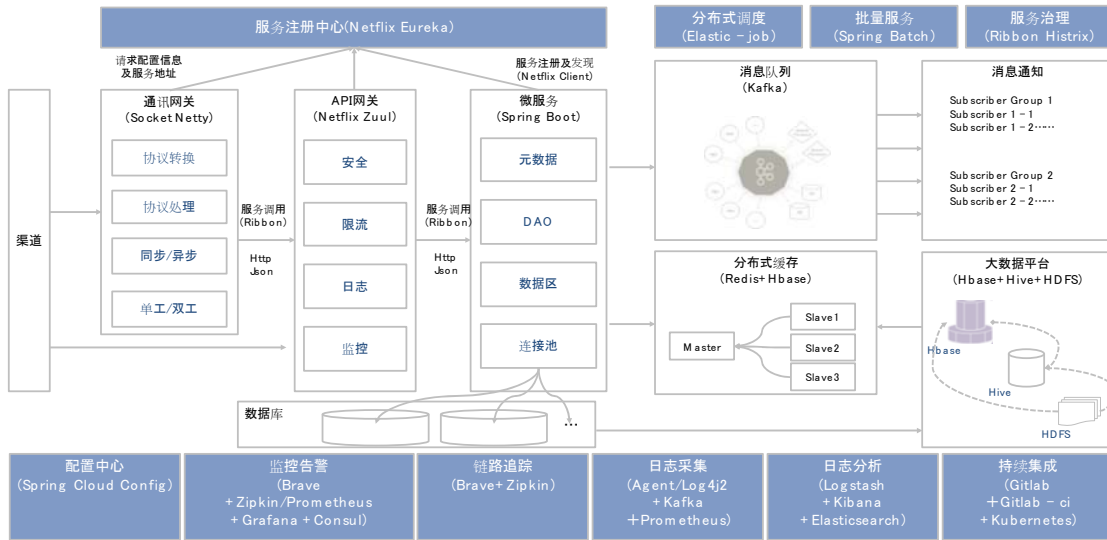 服务注册中心(Netflix Eureka)
分布式调度
(Elastic－job)
批量服务
(Spring Batch)
服务治理
(Ribbon Histrix)
请求配置信息
及服务地址
服务注册及发现
(Netflix Client)
渠道
通讯网关
(Socket Netty)
协议转换
协议处理
同步/异步
单工/双工
服务调用
(Ribbon)
Http
Json
API网关
(Netflix Zuul)
安全
限流
日志
监控
服务调用
(Ribbon)
Http
Json
微服务
(Spring Boot)
元数据
DAO
数据区
连接池
消息队列
(Kafka)
消息通知
Subscriber Group 1
Subscriber 1－1
Subscriber 1－2……
Subscriber Group 2
Subscriber 2－1
Subscriber 2－2……
分布式缓存
(Redis+Hbase)
Master
Slave1
Slave2
Slave3
大数据平台
(Hbase+Hive+HDFS)
Hbase
Hive
HDFS
数据库
…
配置中心
(Spring Cloud Config)
监控告警
(Brave
+Zipkin/Prometheus
+Grafana+Consul)
链路追踪
(Brave+Zipkin)
日志采集
(Agent/Log4j2
+Kafka
＋Prometheus)
日志分析
(Logstash
+Kibana
+Elasticsearch)
持续集成
(Gitlab
＋Gitlab－ci
+Kubernetes)